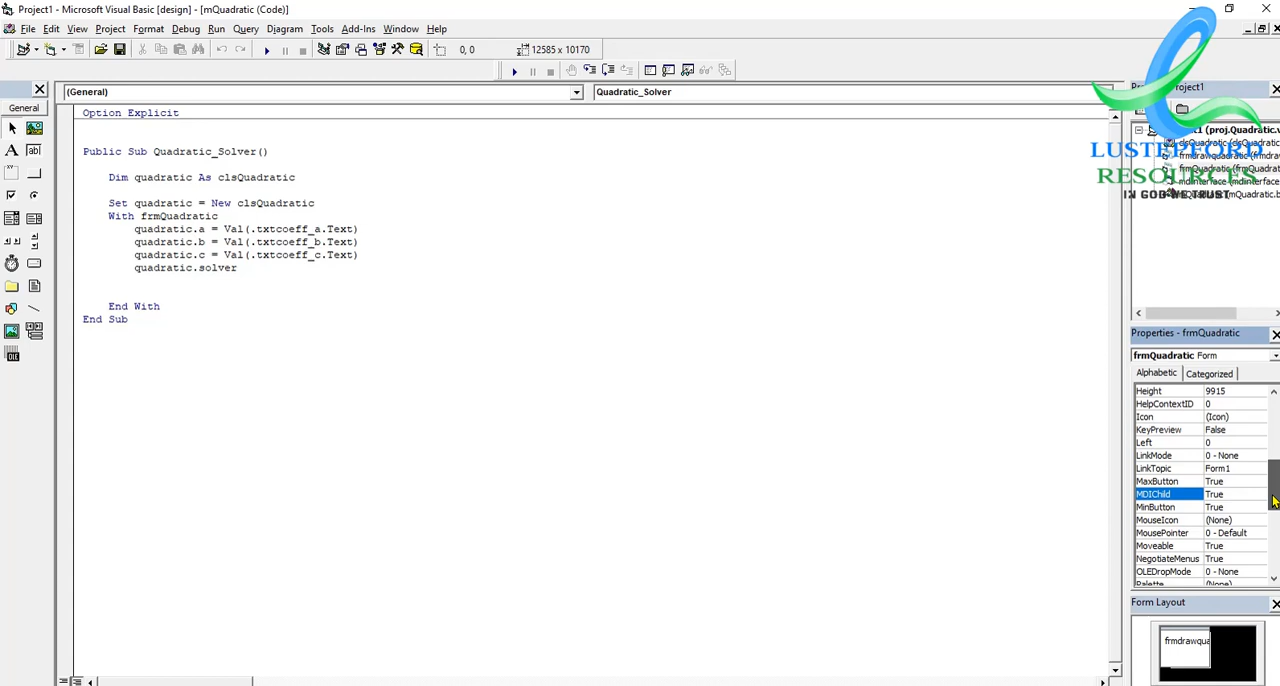 Project1 - Microsoft Visual Basic [design] - [mQuadratic (Code)]
File Edit View Project Format Debug Run Query Diagram Tools Add-Ins Window Help
0, 0 12585 x 10170
General
(General) Quadratic_Solver
Option Explicit
Public Sub Quadratic_Solver()
Dim quadratic As clsQuadratic
Set quadratic = New clsQuadratic
With frmQuadratic
quadratic.a = Val(.txtcoeff_a.Text)
quadratic.b = Val(.txtcoeff_b.Text)
quadratic.c = Val(.txtcoeff_c.Text)
quadratic.solver
End With
End Sub
LUSTEPFORD
RESOURCES
IN GOD WE TRUST
Properties - frmQuadratic
frmQuadratic Form
Alphabetic Categorized
Height 9915
HelpContextID 0
Icon (Icon)
KeyPreview False
Left 0
LinkMode 0 - None
LinkTopic Form1
MaxButton True
MDIChild True
MinButton True
MouseIcon (None)
MousePointer 0 - Default
Moveable True
NegotiateMenus True
OLEDropMode 0 - None
Palette (None)
Form Layout
frmdrawqua